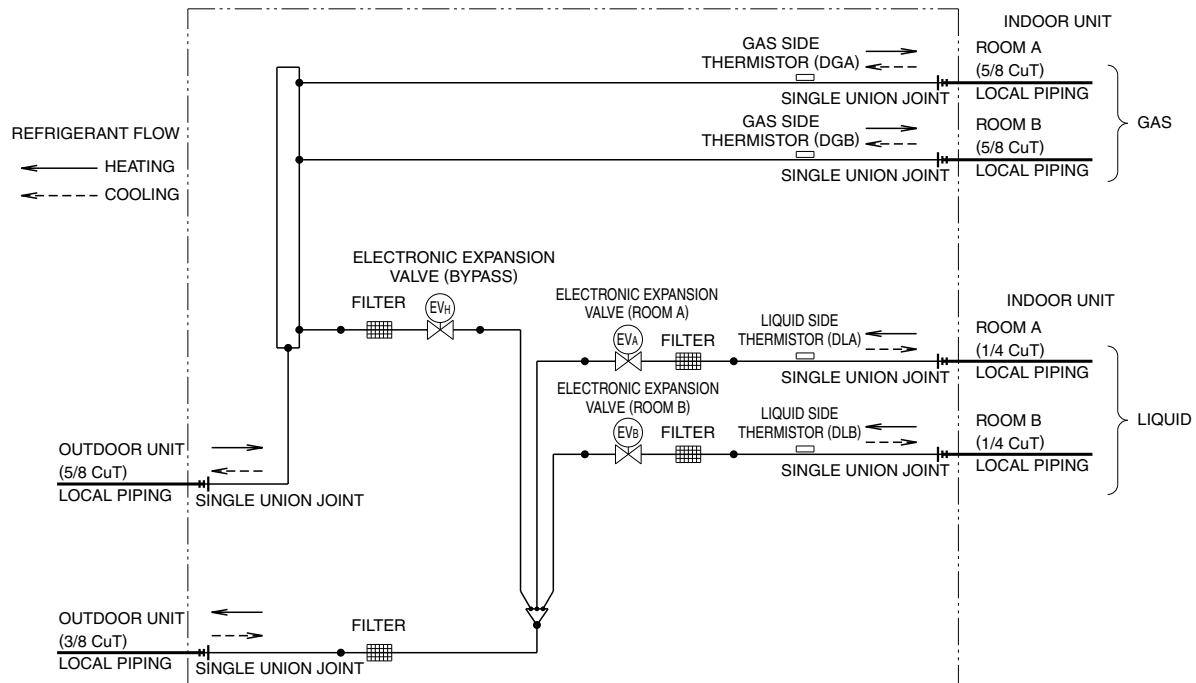 INDOOR UNIT
GAS SIDE
THERMISTOR (DGA)
ROOM A
(5/8 CuT)
SINGLE UNION JOINT
LOCAL PIPING
REFRIGERANT FLOW
HEATING
COOLING
GAS SIDE
THERMISTOR (DGB)
ROOM B
(5/8 CuT)
SINGLE UNION JOINT
LOCAL PIPING
GAS
ELECTRONIC EXPANSION
VALVE (BYPASS)
FILTER
EVH
ELECTRONIC EXPANSION
VALVE (ROOM A)
EVA
FILTER
LIQUID SIDE
THERMISTOR (DLA)
INDOOR UNIT
ROOM A
(1/4 CuT)
SINGLE UNION JOINT
LOCAL PIPING
ELECTRONIC EXPANSION
VALVE (ROOM B)
EVB
FILTER
LIQUID SIDE
THERMISTOR (DLB)
ROOM B
(1/4 CuT)
SINGLE UNION JOINT
LOCAL PIPING
LIQUID
OUTDOOR UNIT
(5/8 CuT)
LOCAL PIPING
SINGLE UNION JOINT
OUTDOOR UNIT
(3/8 CuT)
LOCAL PIPING
SINGLE UNION JOINT
FILTER